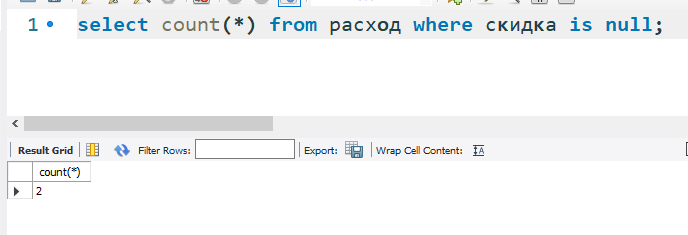 1 select count(*) from расход where скидка is null;
Result Grid Filter Rows: Export: Wrap Cell Content:
count(*)
2